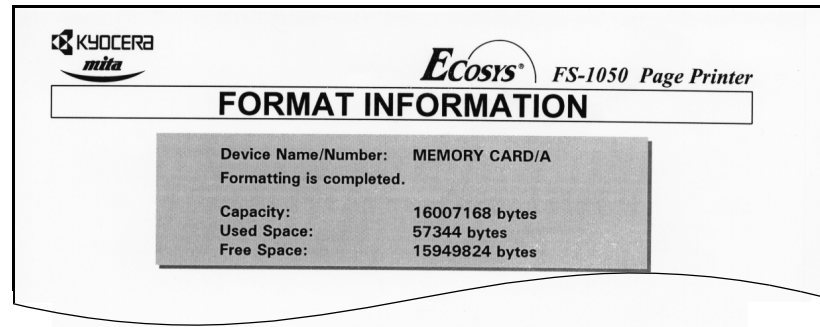 KYOCERA
mita
ECOSYS® FS-1050 Page Printer
FORMAT INFORMATION
Device Name/Number: MEMORY CARD/A
Formatting is completed.
Capacity: 16007168 bytes
Used Space: 57344 bytes
Free Space: 15949824 bytes